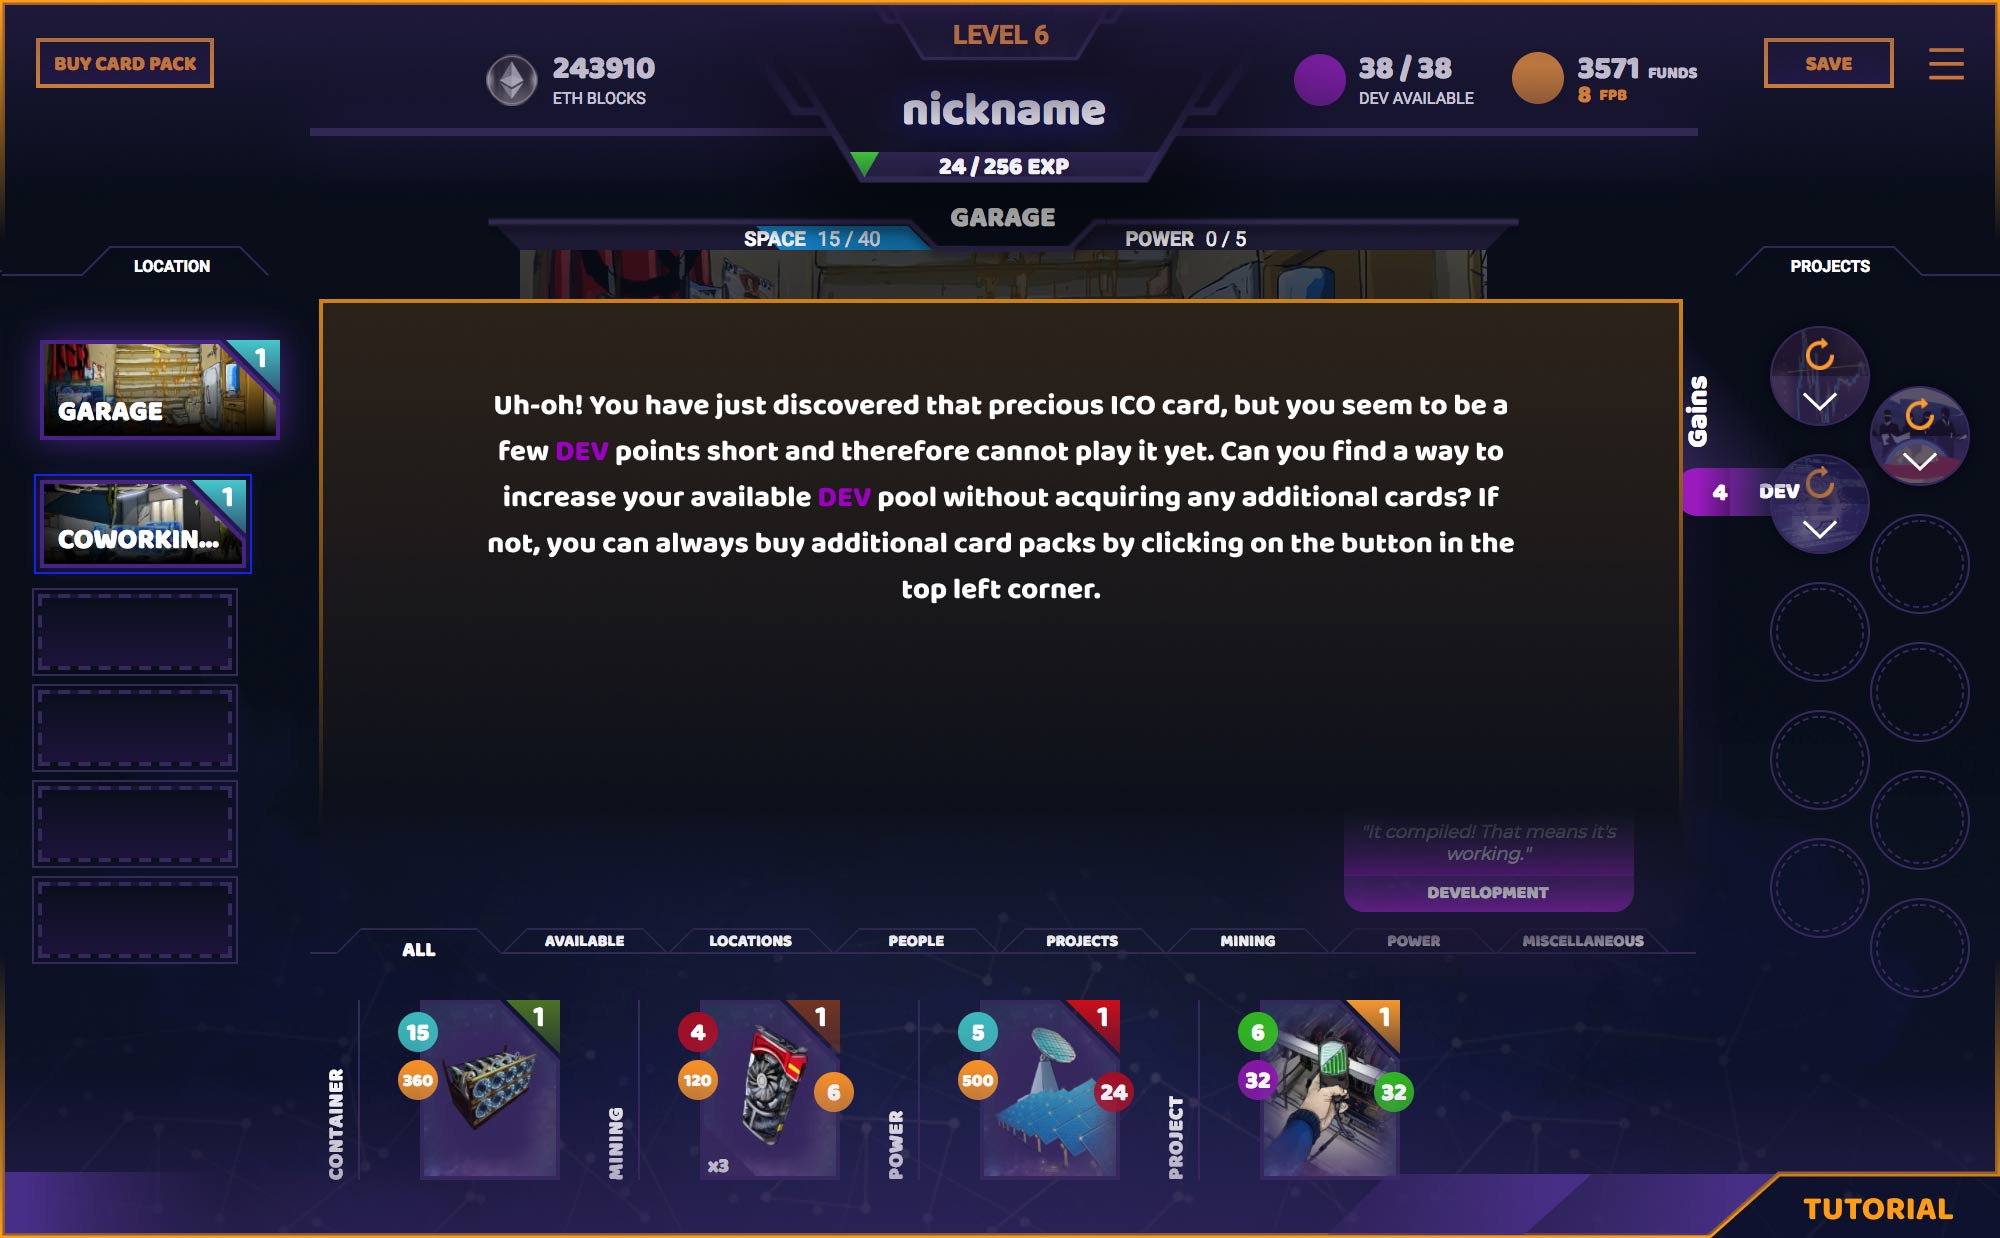 BUY CARD PACK
243910
ETH BLOCKS
LEVEL 6
nickname
24 / 256 EXP
38 / 38
DEV AVAILABLE
3571 FUNDS
8 FPB
SAVE
GARAGE
SPACE 15 / 40
POWER 0 / 5
LOCATION
PROJECTS
1
GARAGE
1
COWORKIN...
Uh-oh! You have just discovered that precious ICO card, but you seem to be a
few DEV points short and therefore cannot play it yet. Can you find a way to
increase your available DEV pool without acquiring any additional cards? If
not, you can always buy additional card packs by clicking on the button in the
top left corner.
Gains
4 DEV
"It compiled! That means it's
working."
DEVELOPMENT
ALL
AVAILABLE
LOCATIONS
PEOPLE
PROJECTS
MINING
POWER
MISCELLANEOUS
CONTAINER
15
360
1
MINING
4
120
1
6
x3
POWER
5
500
1
24
PROJECT
6
32
1
32
TUTORIAL